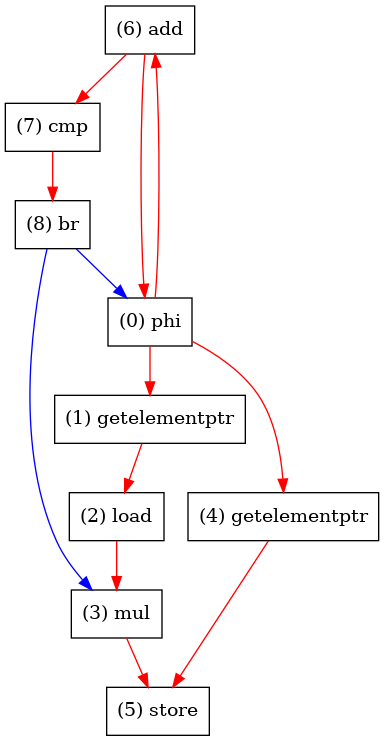 (6) add
(7) cmp
(8) br
(0) phi
(1) getelementptr
(2) load
(4) getelementptr
(3) mul
(5) store